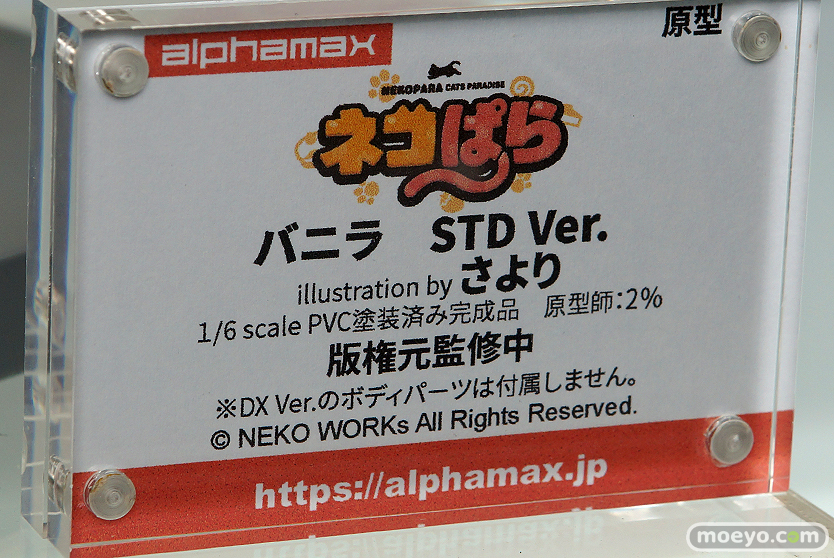 alphamax
原型
NEKOPARA CATS PARADISE
ネコぱら
バニラ STD Ver.
illustration by さより
1/6 scale PVC塗装済み完成品 原型師:2%
版権元監修中
※DX Ver.のボディパーツは付属しません。
© NEKO WORKs All Rights Reserved.
https://alphamax.jp
moeyo.com